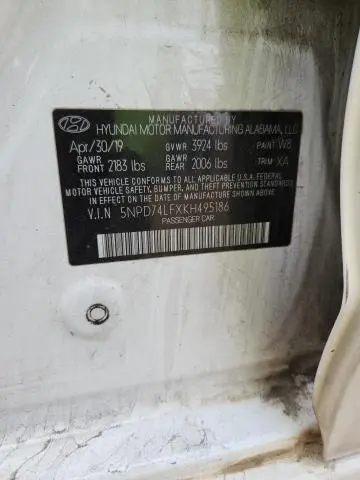 MANUFACTURED BY
HYUNDAI MOTOR MANUFACTURING ALABAMA, LLC
Apr/30/19 GVWR 3924 lbs PAINT W8
GAWR FRONT 2183 lbs GAWR REAR 2006 lbs TRIM XA
THIS VEHICLE CONFORMS TO ALL APPLICABLE U.S.A. FEDERAL
MOTOR VEHICLE SAFETY, BUMPER, AND THEFT PREVENTION STANDARDS
IN EFFECT ON THE DATE OF MANUFACTURE SHOWN ABOVE.
V.I.N 5NPD74LFXKH495186
PASSENGER CAR